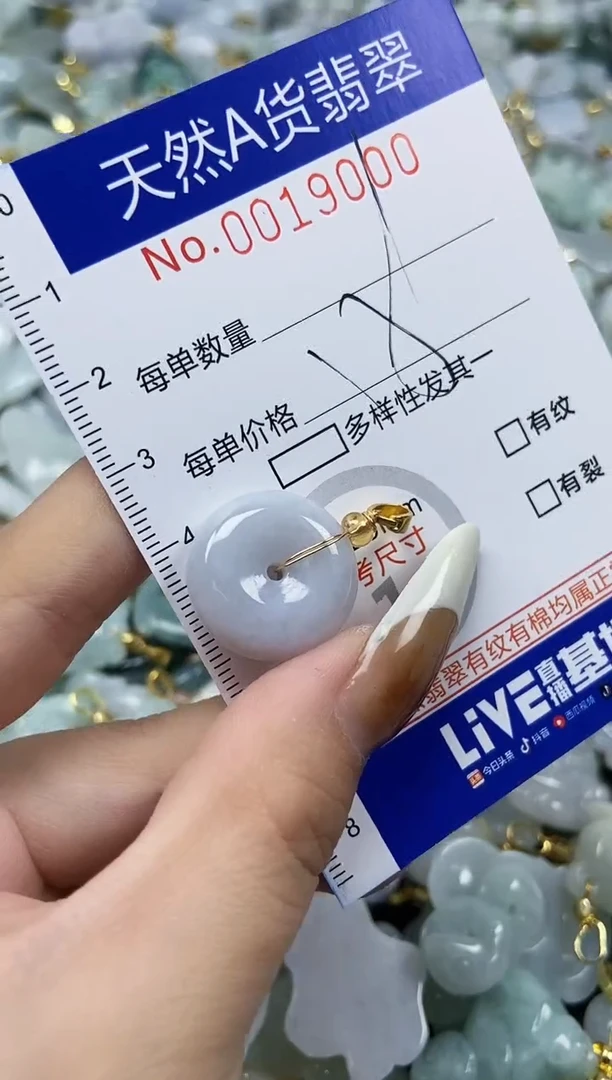 天然A货翡翠
No.0019000
0
1
每单数量
2
每单价格
3
多样性发其一
有纹
有裂
4
考尺寸
翡翠有纹有棉均属正
LiVE直播基
今日头条 抖音 西瓜视频
8